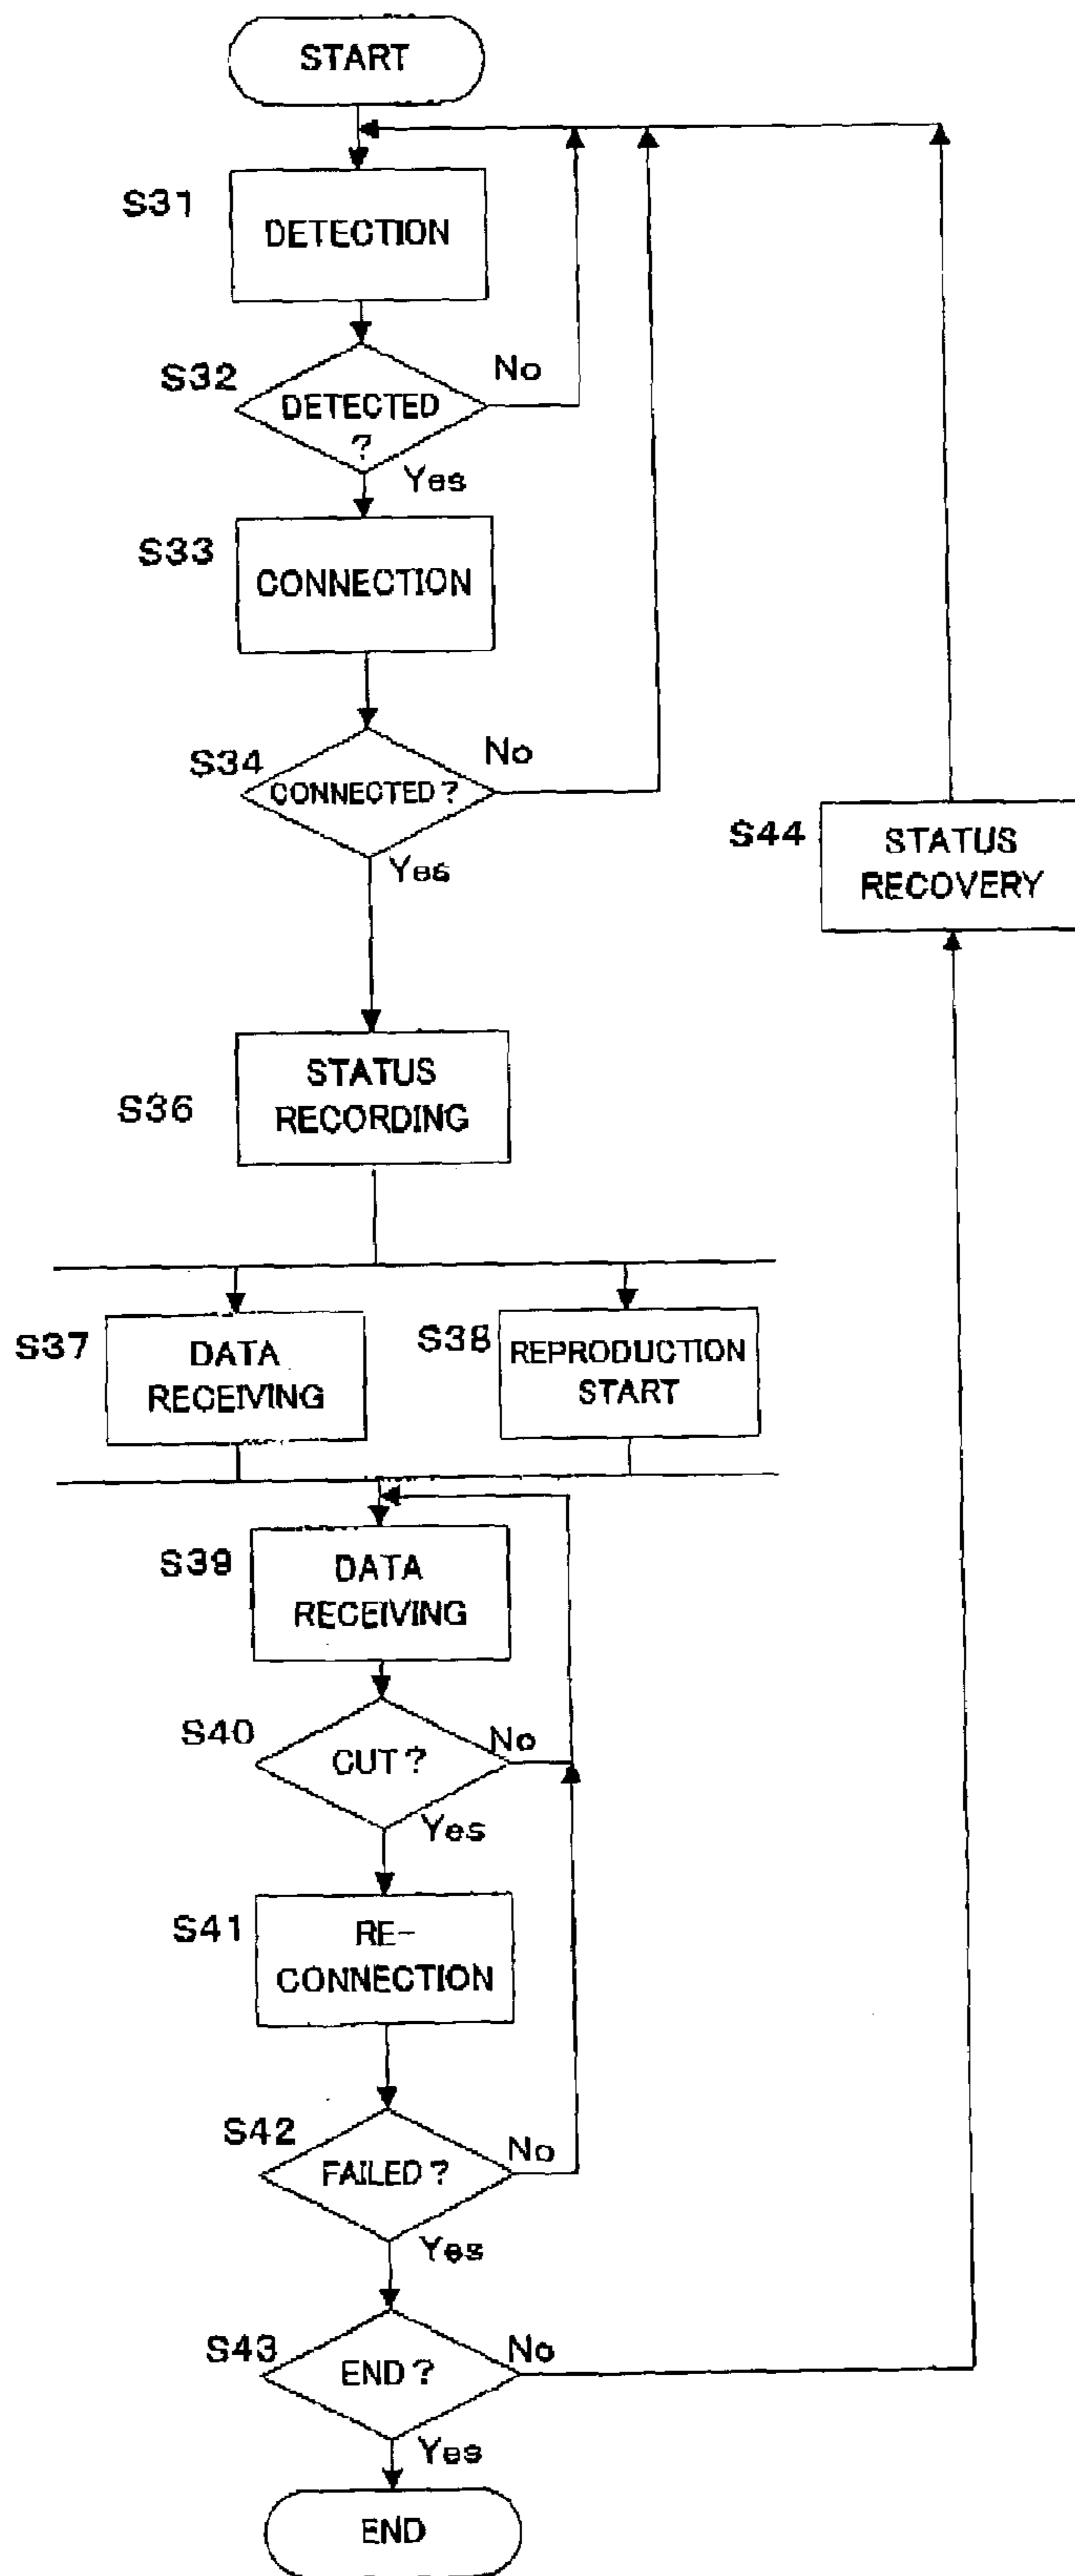 START
S31
DETECTION
S32
No
DETECTED
?
Yes
S33
CONNECTION
S34
No
CONNECTED?
Yes
S44
STATUS
RECOVERY
S36
STATUS
RECORDING
S37
DATA
RECEIVING
S38
REPRODUCTION
START
S39
DATA
RECEIVING
S40
No
CUT?
Yes
S41
RE-
CONNECTION
S42
No
FAILED?
Yes
S43
No
END?
Yes
END